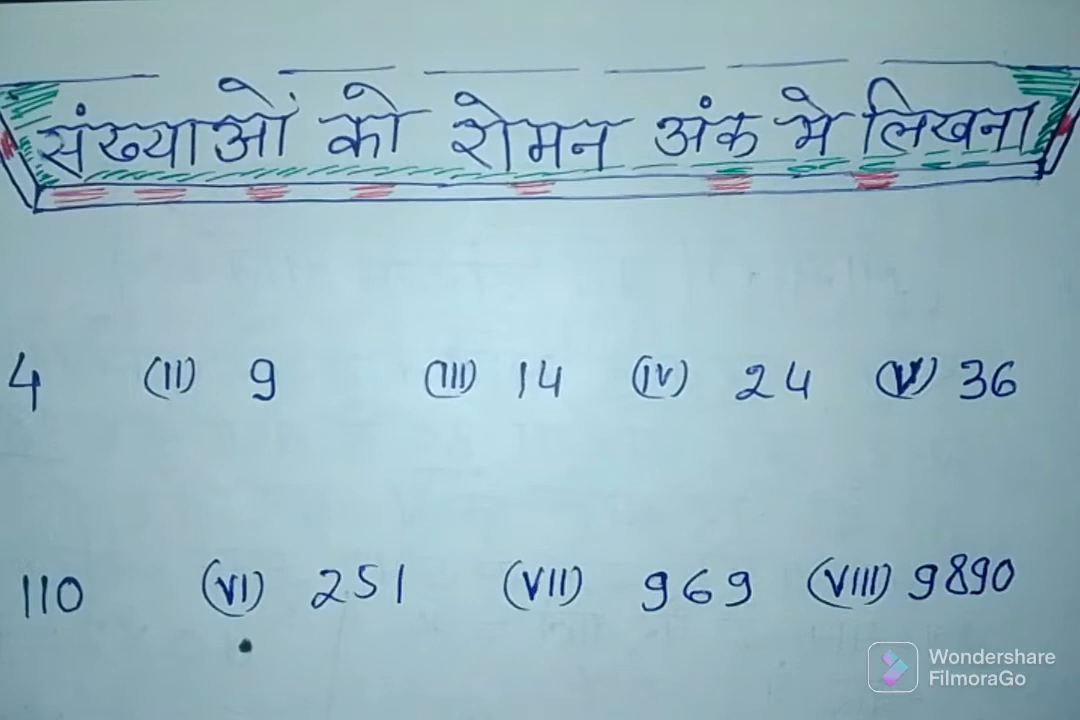 संख्याओं को रोमन अंक मे लिखना
4 (II) 9 (III) 14 (IV) 24 (V) 36
110 (VI) 251 (VII) 969 (VIII) 9890
Wondershare
FilmoraGo